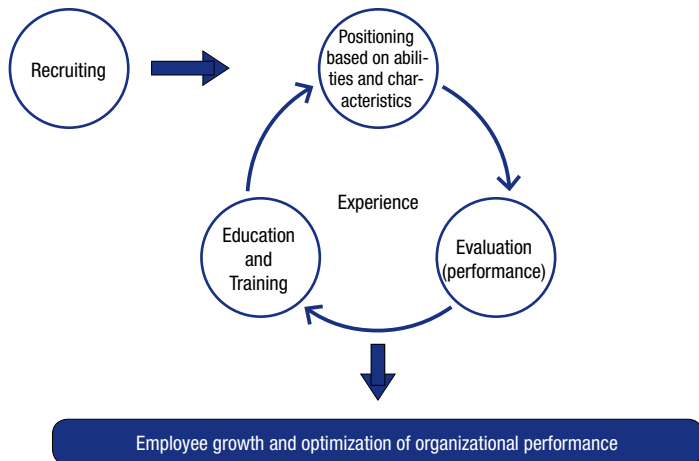 Recruiting
Positioning
based on abili-
ties and char-
acteristics
Experience
Education
and
Training
Evaluation
(performance)
Employee growth and optimization of organizational performance